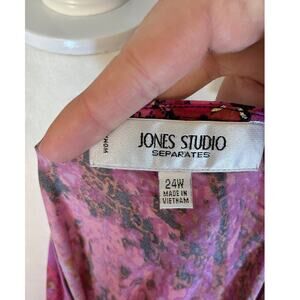 JONES STUDIO
SEPARATES
24W
MADE IN
VIETNAM